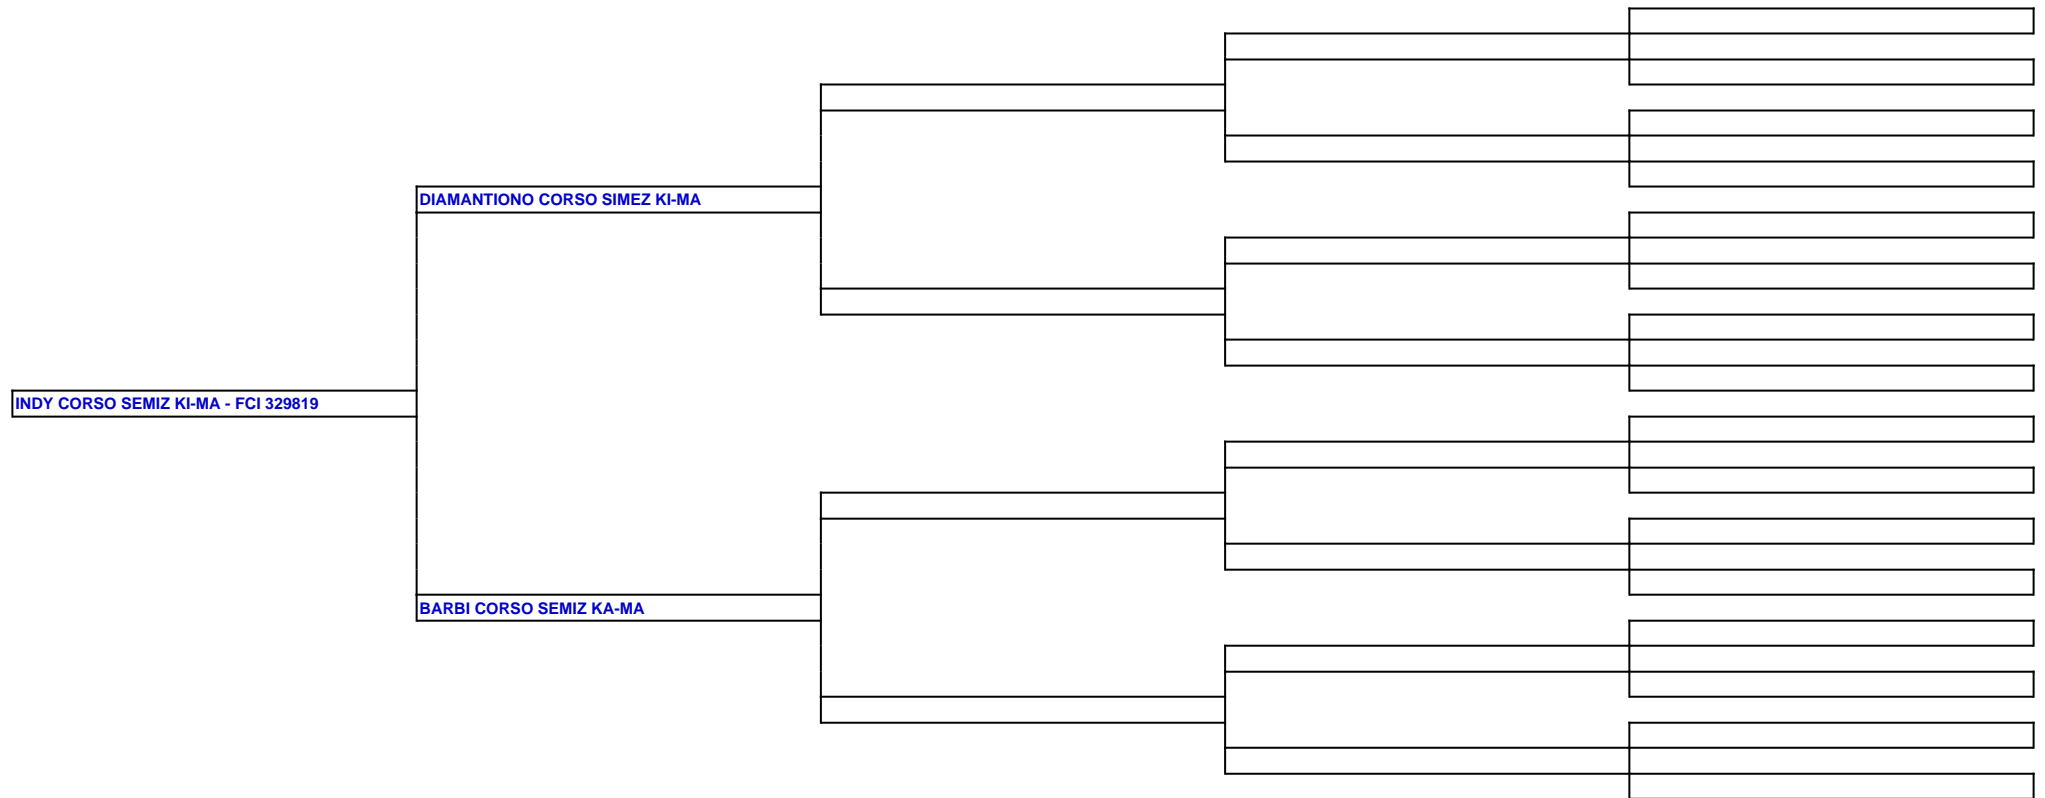 DIAMANTIONO CORSO SIMEZ KI-MA
INDY CORSO SEMIZ KI-MA - FCI 329819
BARBI CORSO SEMIZ KA-MA